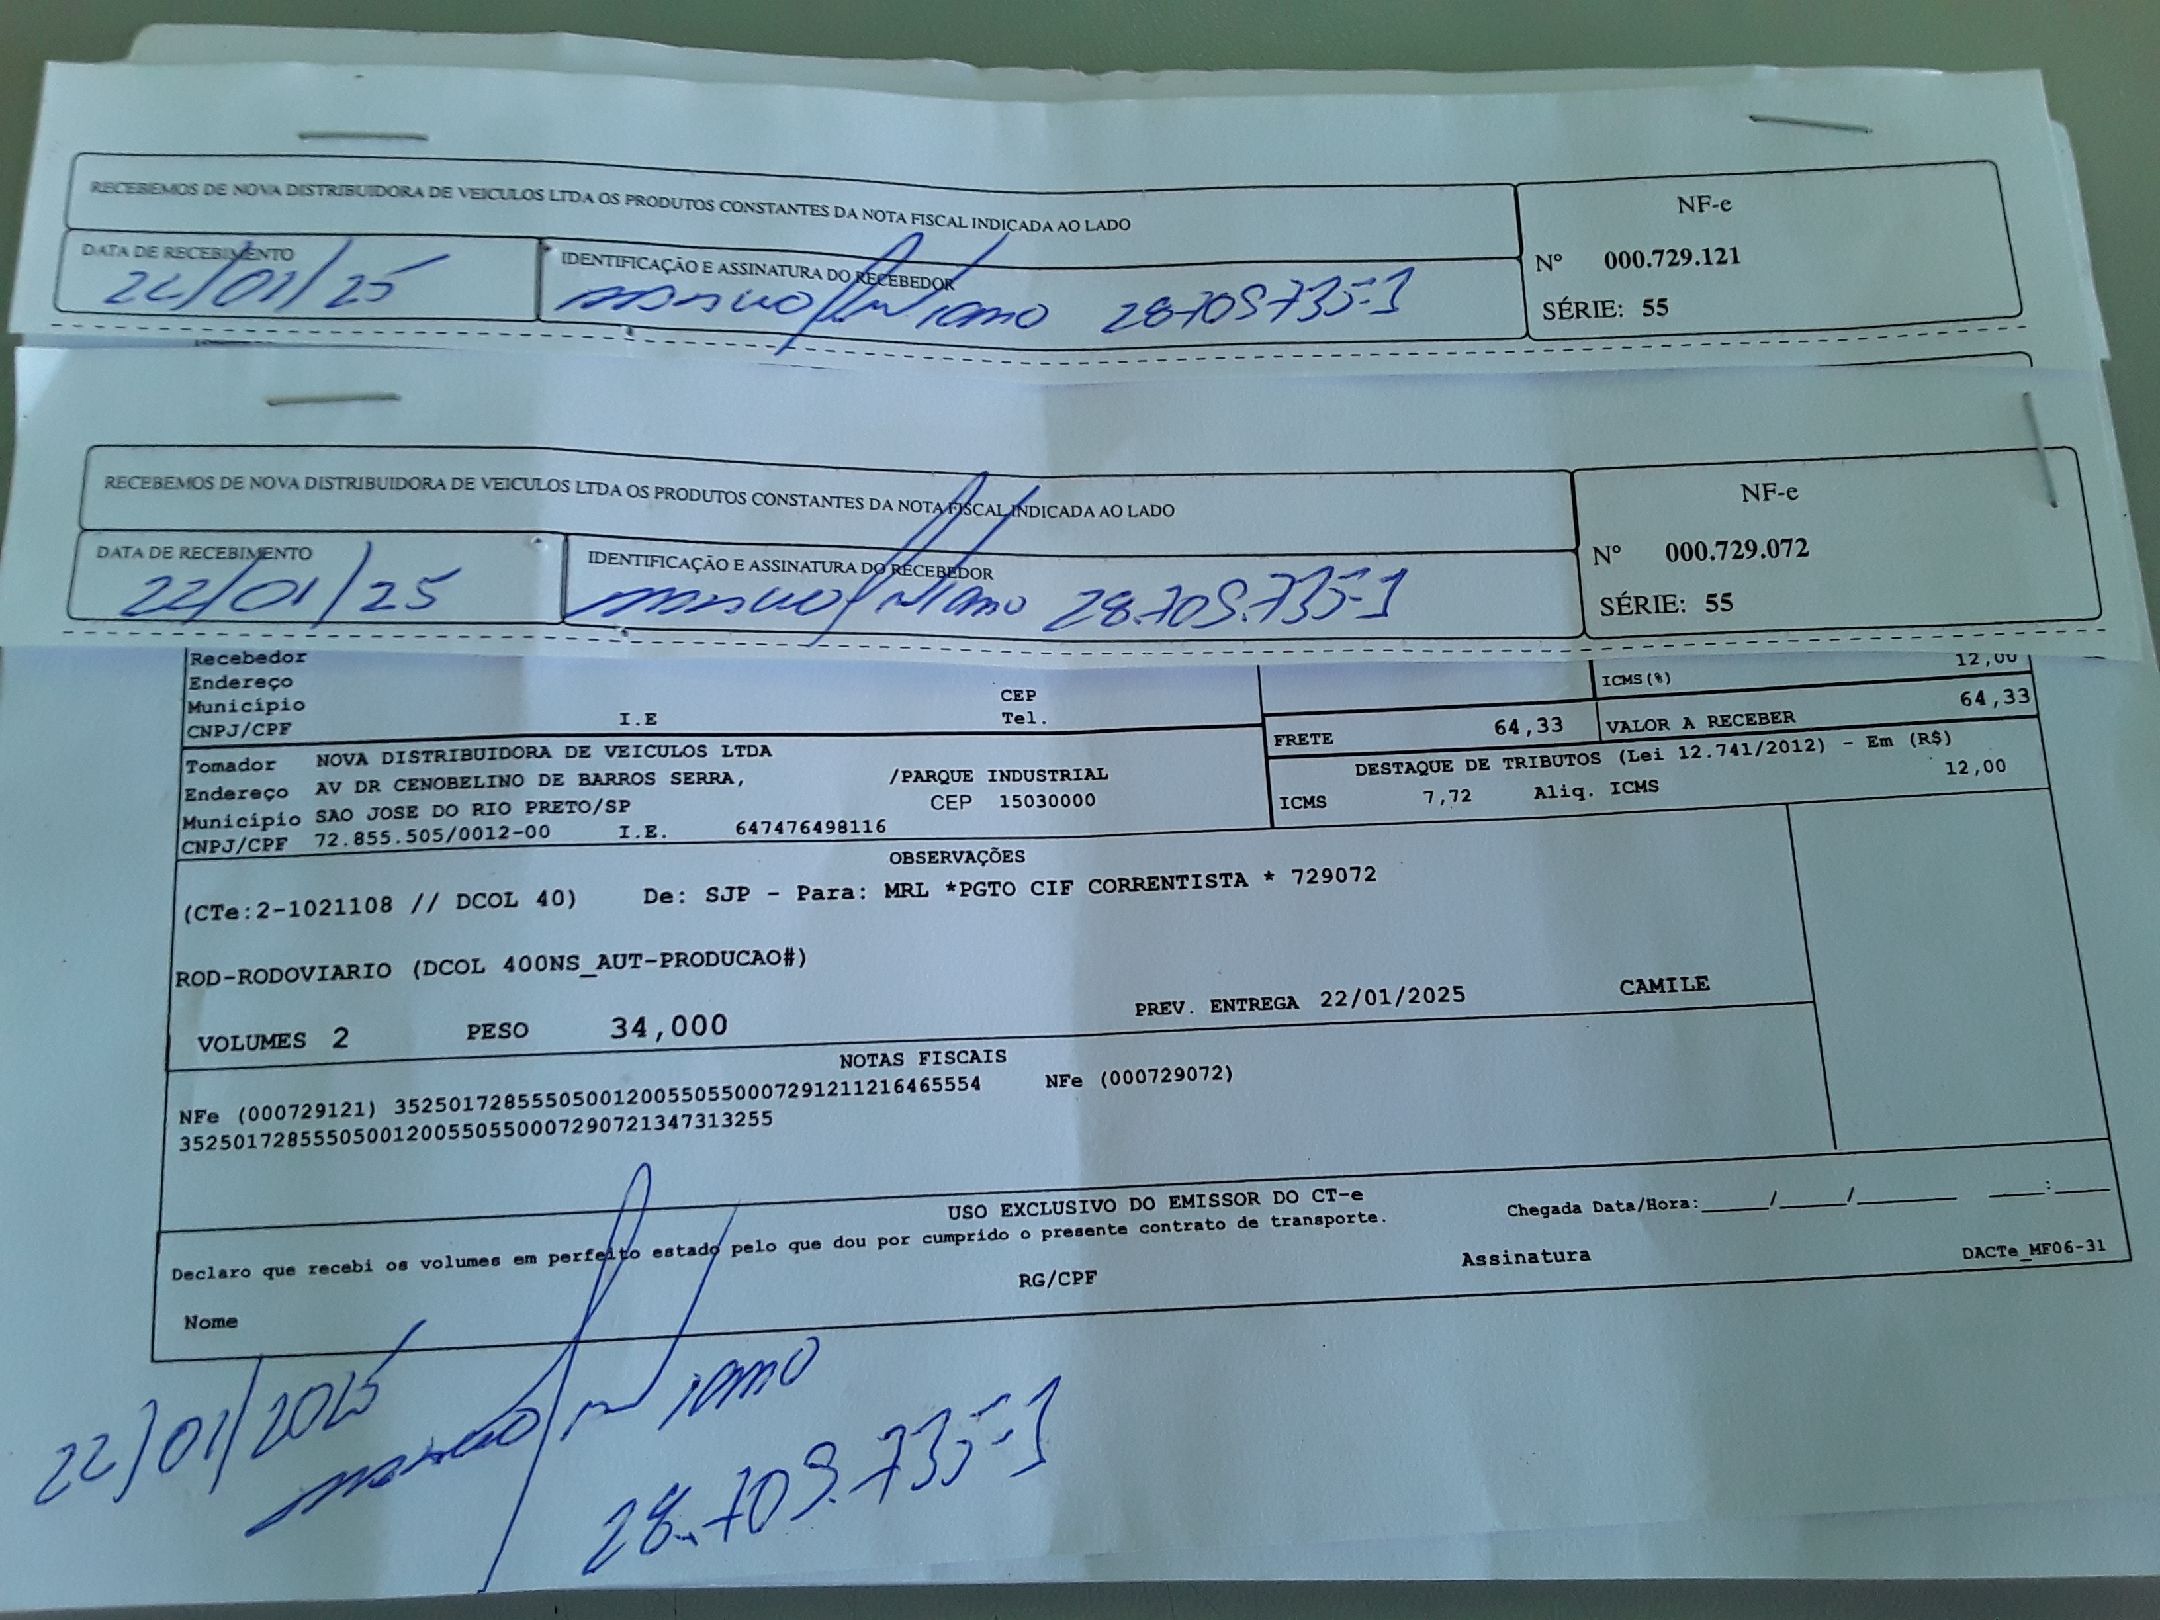 RECEBEMOS DE NOVA DISTRIBUIDORA DE VEICULOS LTDA OS PRODUTOS CONSTANTES DA NOTA FISCAL INDICADA AO LADO
NF-e
Nº 000.729.121
SÉRIE: 55
DATA DE RECEBIMENTO
22/01/25
IDENTIFICAÇÃO E ASSINATURA DO RECEBEDOR
28.709.735-1
RECEBEMOS DE NOVA DISTRIBUIDORA DE VEICULOS LTDA OS PRODUTOS CONSTANTES DA NOTA FISCAL INDICADA AO LADO
NF-e
Nº 000.729.072
SÉRIE: 55
DATA DE RECEBIMENTO
22/01/25
IDENTIFICAÇÃO E ASSINATURA DO RECEBEDOR
28.709.735-1
Recebedor
Endereço
Município CEP
CNPJ/CPF I.E Tel.
ICMS(%) 12,00
FRETE 64,33 VALOR A RECEBER 64,33
Tomador NOVA DISTRIBUIDORA DE VEICULOS LTDA
Endereço AV DR CENOBELINO DE BARROS SERRA, /PARQUE INDUSTRIAL
Município SAO JOSE DO RIO PRETO/SP CEP 15030000
CNPJ/CPF 72.855.505/0012-00 I.E. 647476498116
DESTAQUE DE TRIBUTOS (Lei 12.741/2012) - Em (R$)
ICMS 7,72 Aliq. ICMS 12,00
OBSERVAÇÕES
(CTe:2-1021108 // DCOL 40) De: SJP - Para: MRL *PGTO CIF CORRENTISTA * 729072
ROD-RODOVIARIO (DCOL 400NS_AUT-PRODUCAO#)
VOLUMES 2 PESO 34,000 PREV. ENTREGA 22/01/2025 CAMILE
NOTAS FISCAIS
NFe (000729121) 35250172855505001200550550007291211216465554 NFe (000729072)
35250172855505001200550550007290721347313255
USO EXCLUSIVO DO EMISSOR DO CT-e
Declaro que recebi os volumes em perfeito estado pelo que dou por cumprido o presente contrato de transporte.
Chegada Data/Hora:_____/_____/_______ ____:____
Nome RG/CPF Assinatura DACTe_MF06-31
22/01/2025
28.709.735-1